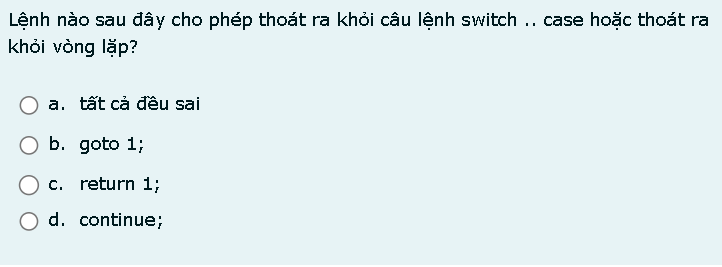 Lệnh nào sau đây cho phép thoát ra khỏi câu lệnh switch .. case hoặc thoát ra
khỏi vòng lặp?
a. tất cả đều sai
b. goto 1;
c. return 1;
d. continue;